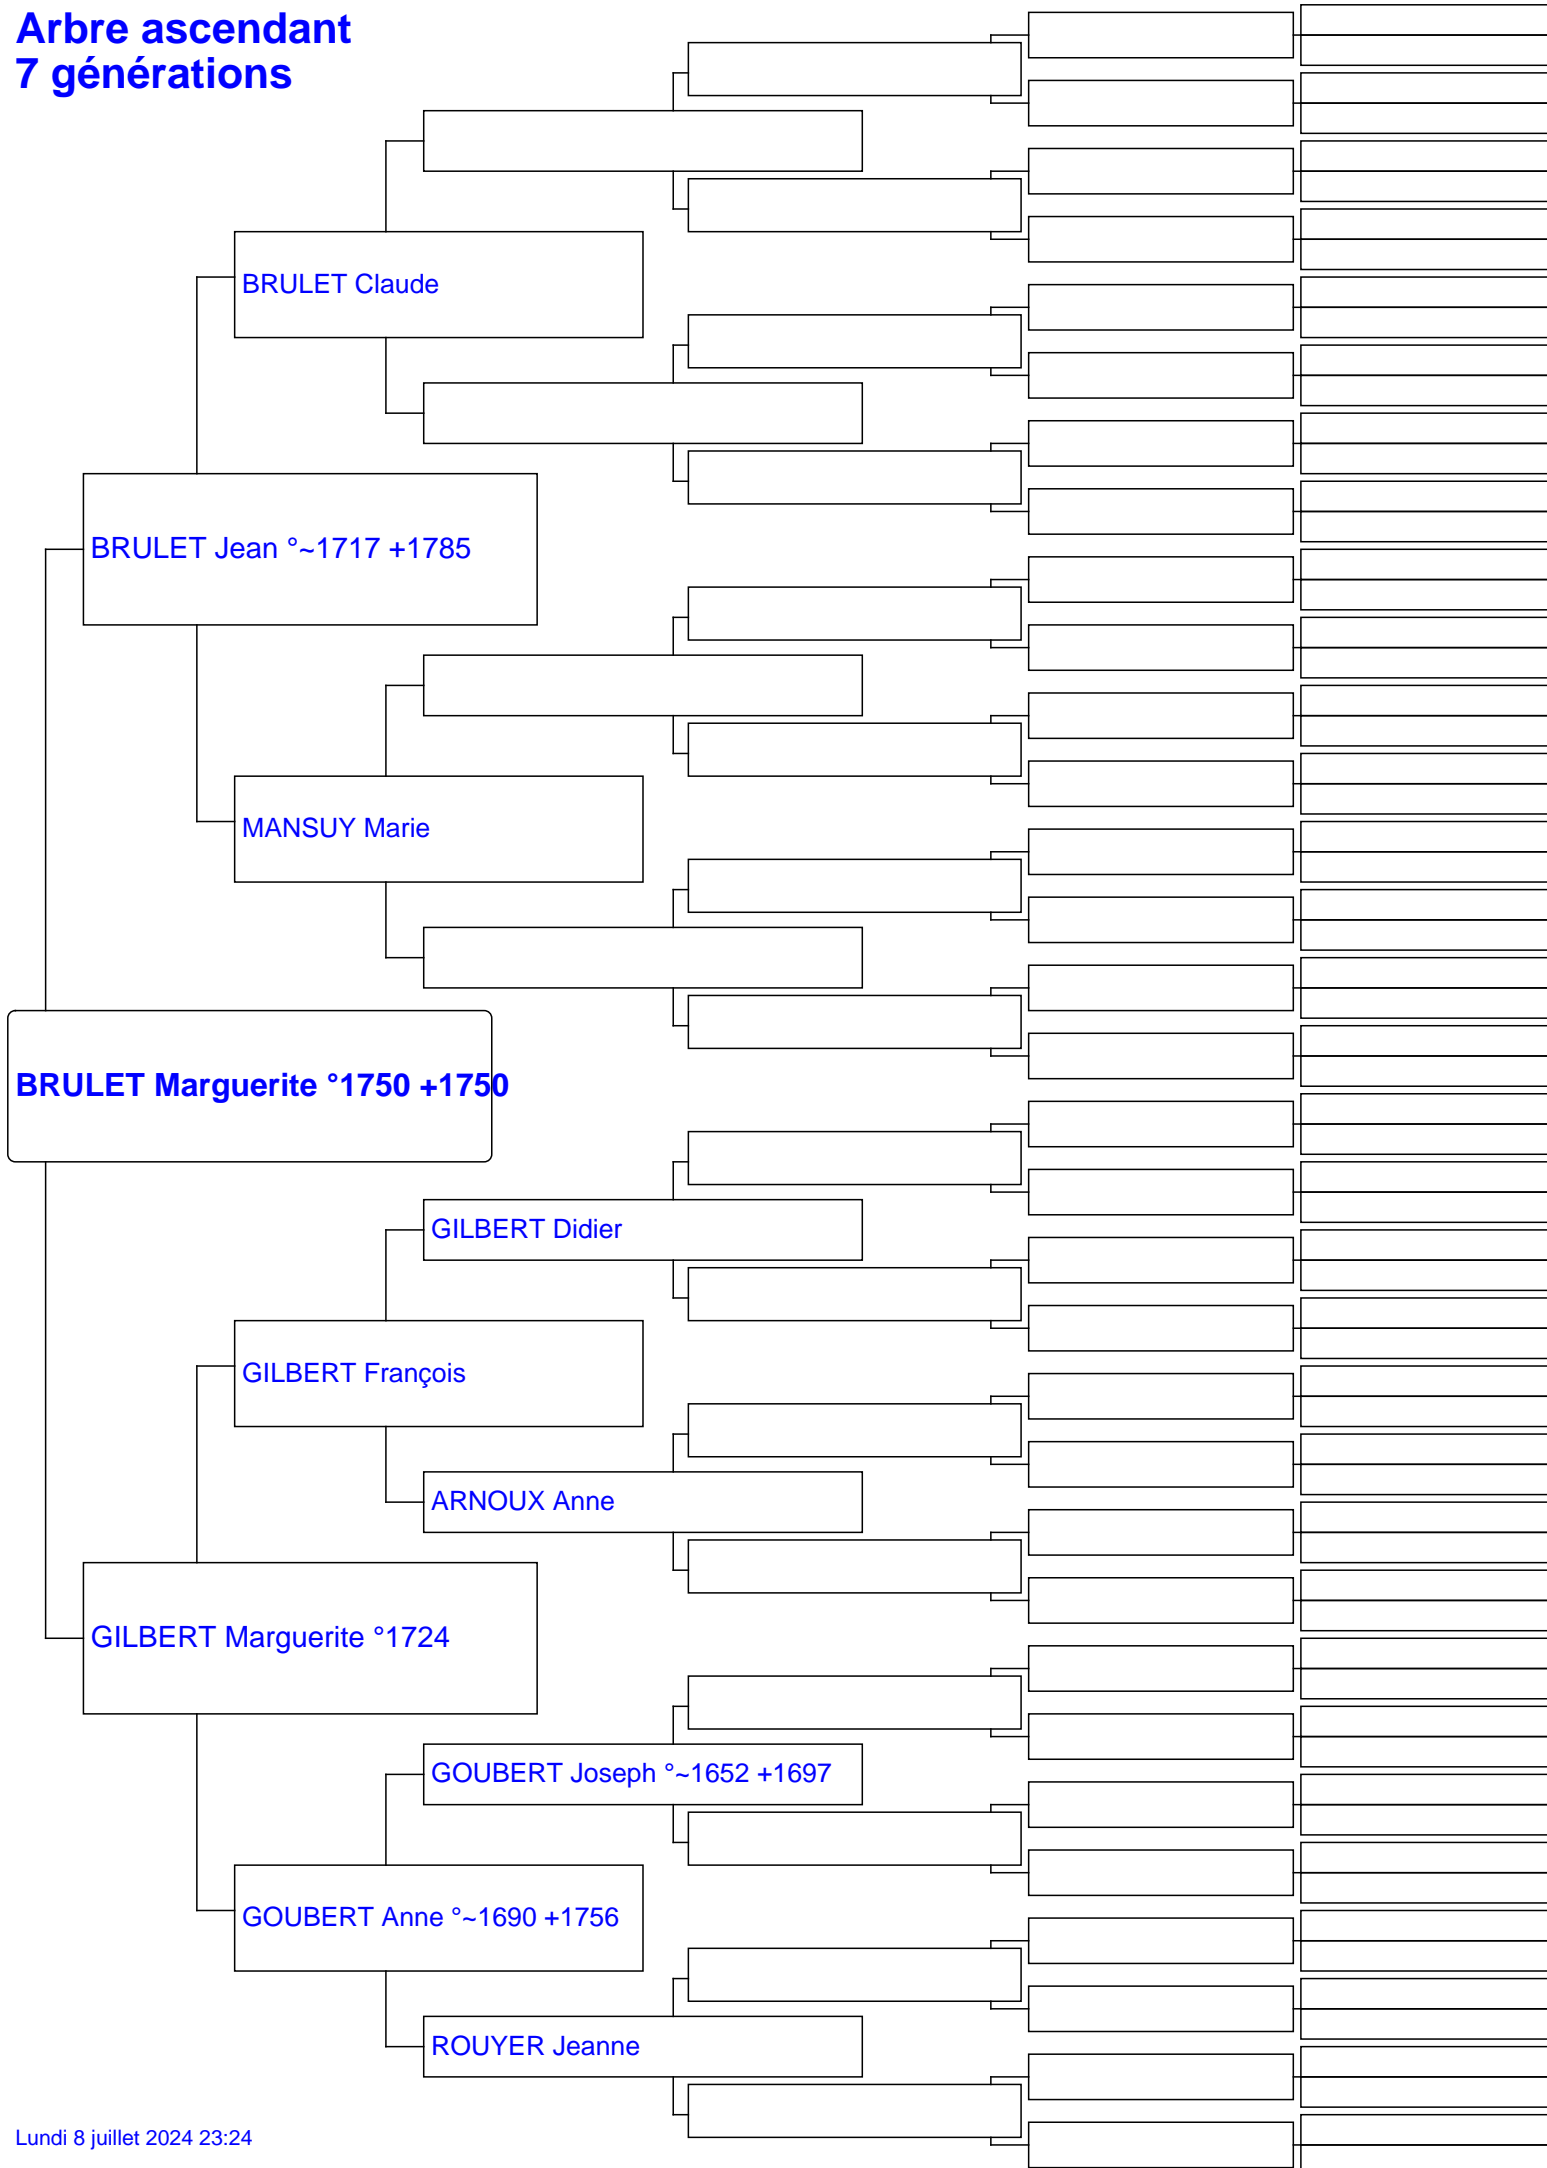 Arbre ascendant
7 générations
BRULET Claude
BRULET Jean °~1717 +1785
MANSUY Marie
BRULET Marguerite °1750 +1750
GILBERT Didier
GILBERT François
ARNOUX Anne
GILBERT Marguerite °1724
GOUBERT Joseph °~1652 +1697
GOUBERT Anne °~1690 +1756
ROUYER Jeanne
Lundi 8 juillet 2024 23:24